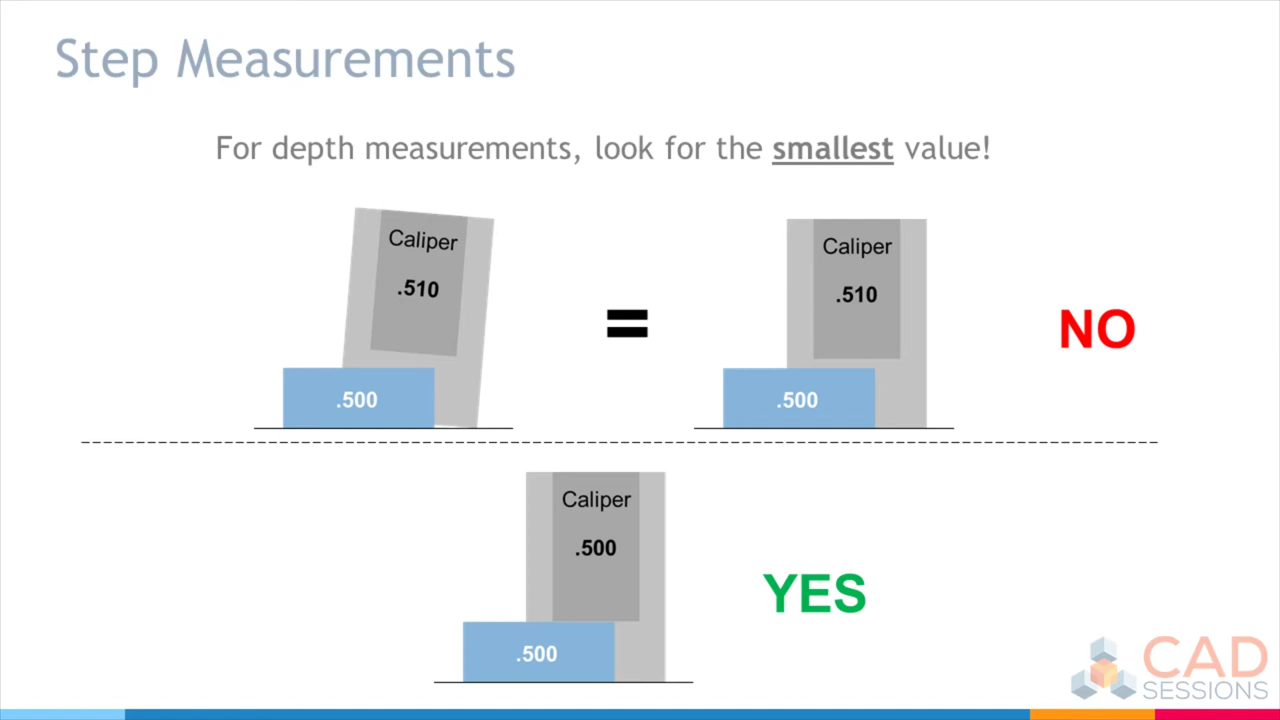 Step Measurements
For depth measurements, look for the smallest value!
Caliper
.510
.500
=
Caliper
.510
.500
NO
Caliper
.500
.500
YES
CAD
SESSIONS